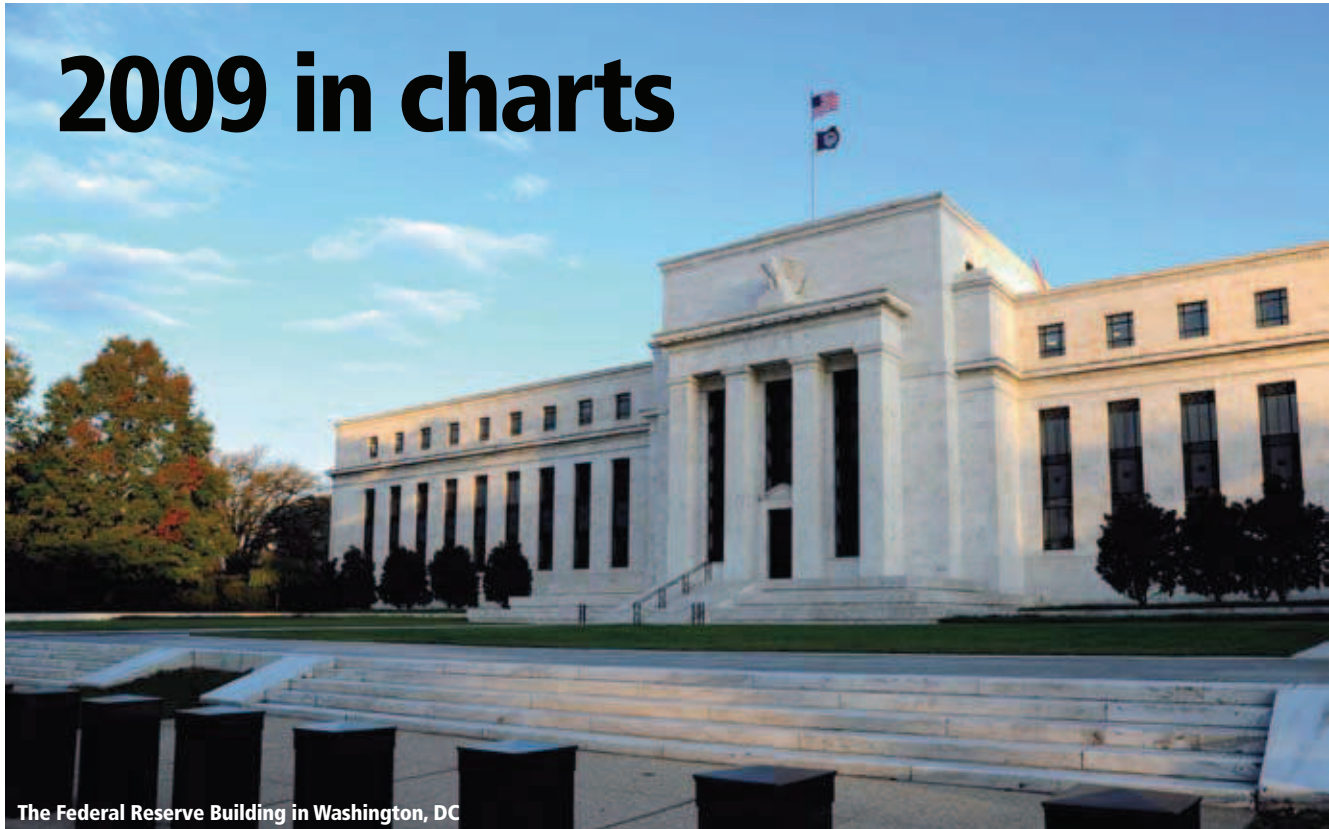 2009 in charts
The Federal Reserve Building in Washington, DC